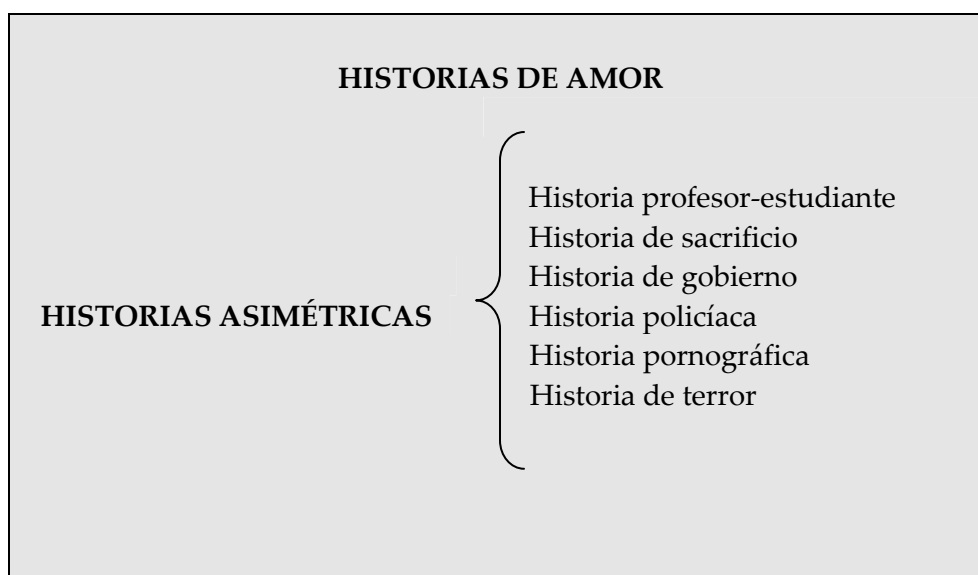 HISTORIAS DE AMOR
Historia profesor-estudiante
Historia de sacrificio
Historia de gobierno
HISTORIAS ASIMÉTRICAS
Historia policíaca
Historia pornográfica
Historia de terror